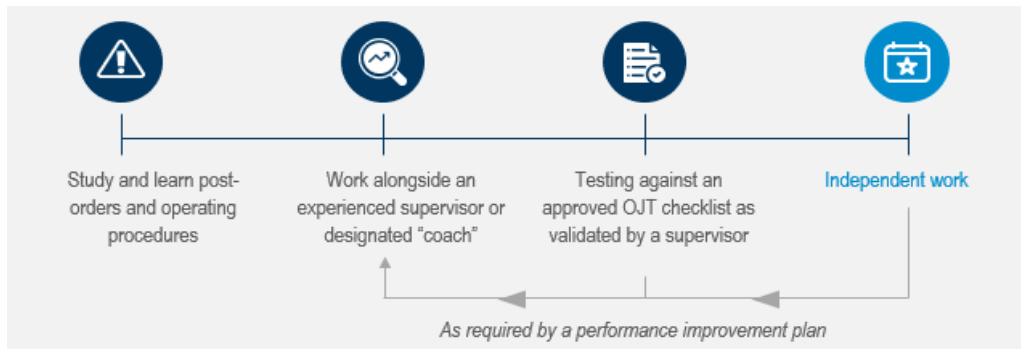 Study and learn post-
orders and operating
procedures
Work alongside an
experienced supervisor or
designated “coach”
Testing against an
approved OJT checklist as
validated by a supervisor
Independent work
As required by a performance improvement plan